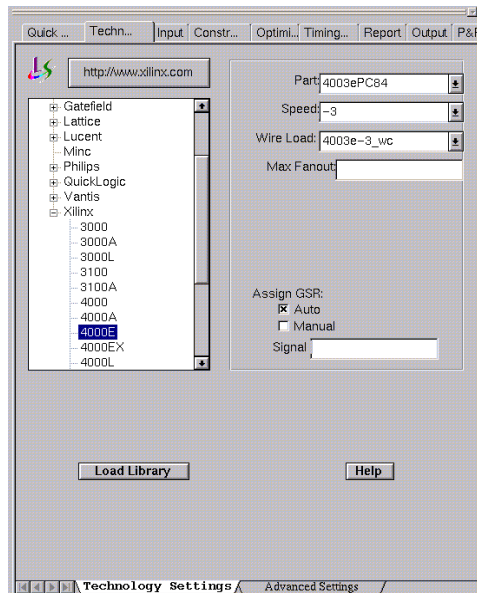 Quick ... Techn... Input Constr... Optimi... Timing... Report Output P&R
LS
http://www.xilinx.com
Gatefield
Lattice
Lucent
Minc
Philips
QuickLogic
Vantis
Xilinx
3000
3000A
3000L
3100
3100A
4000
4000A
4000E
4000EX
4000L
Part: 4003ePC84
Speed: -3
Wire Load: 4003e-3_wc
Max Fanout:
Assign GSR:
Auto
Manual
Signal
Load Library
Help
Technology Settings
Advanced Settings